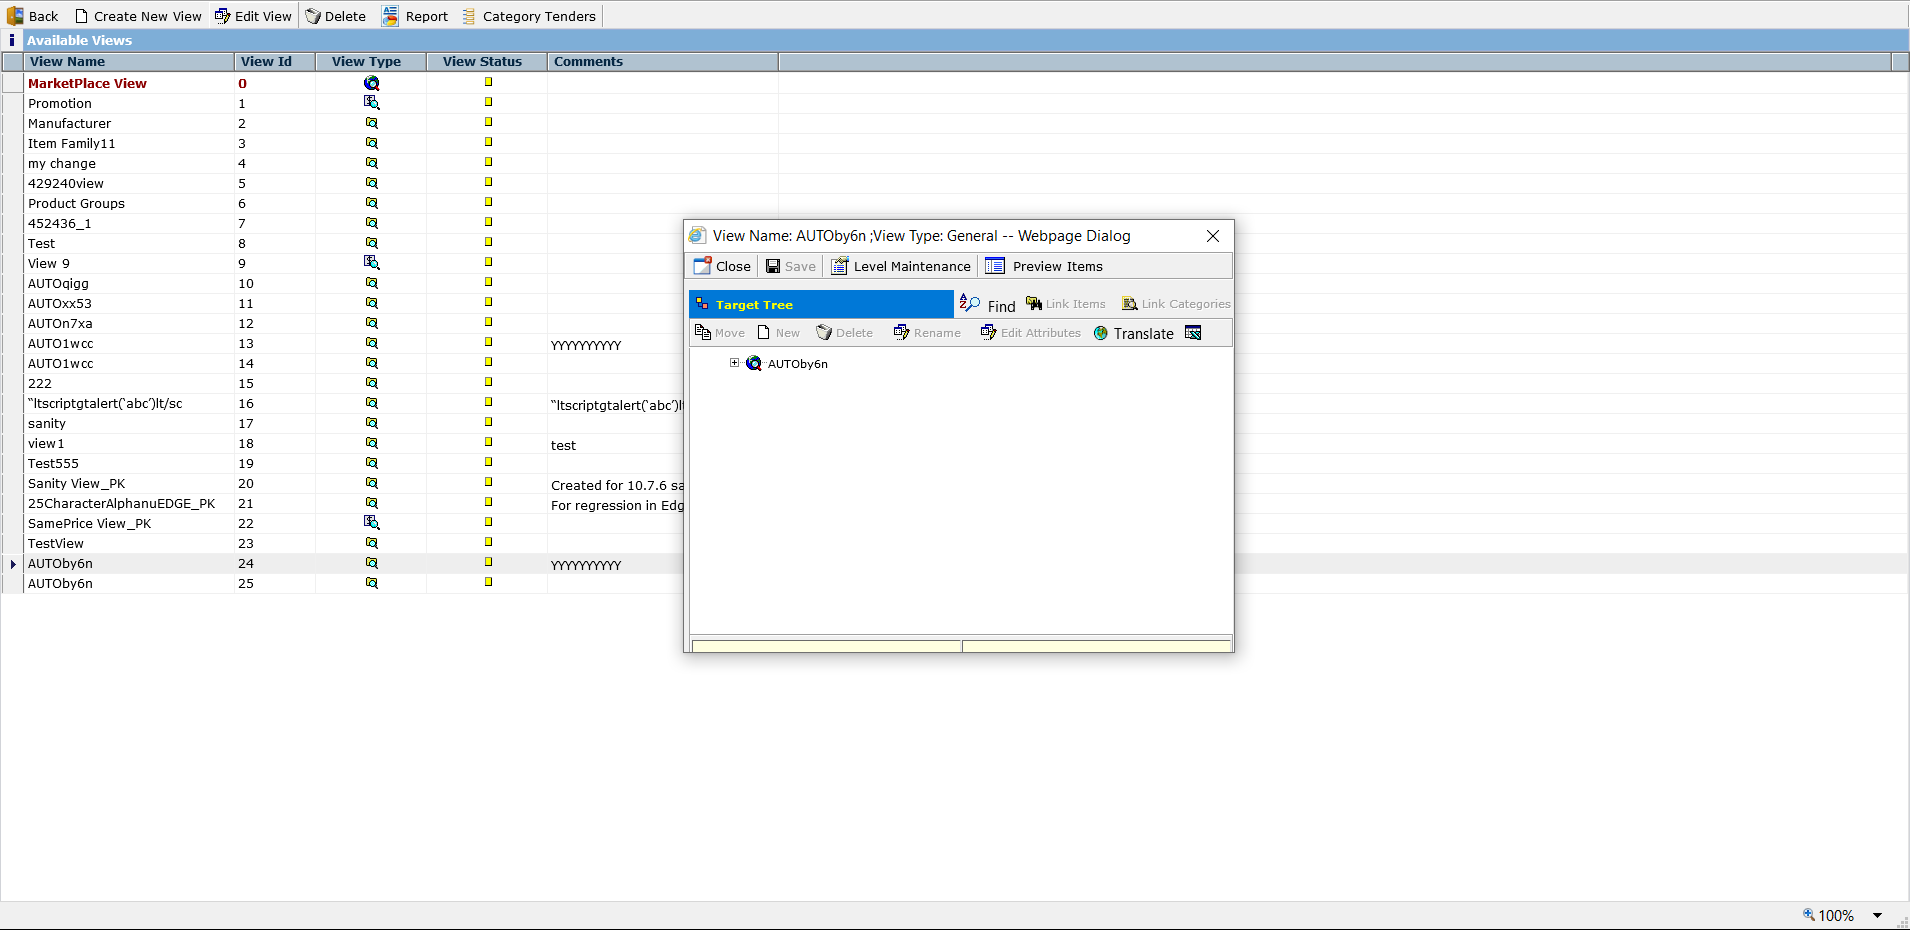 Back Create New View Edit View Delete Report Category Tenders
i Available Views
View Name View Id View Type View Status Comments
MarketPlace View 0
Promotion 1
Manufacturer 2
Item Family11 3
my change 4
429240view 5
Product Groups 6
452436_1 7
Test 8
View 9 9
AUTOqigg 10
AUTOxx53 11
AUTOn7xa 12
AUTO1wcc 13 YYYYYYYYYY
AUTO1wcc 14
222 15
“ltscriptgtalert(‘abc’)lt/sc 16 “ltscriptgtalert(‘abc’)lt
sanity 17
view1 18 test
Test555 19
Sanity View_PK 20 Created for 10.7.6 sa
25CharacterAlphanuEDGE_PK 21 For regression in Edg
SamePrice View_PK 22
TestView 23
AUTOby6n 24 YYYYYYYYYY
AUTOby6n 25
View Name: AUTOby6n ;View Type: General -- Webpage Dialog
Close Save Level Maintenance Preview Items
Target Tree Find Link Items Link Categories
Move New Delete Rename Edit Attributes Translate
AUTOby6n
100%